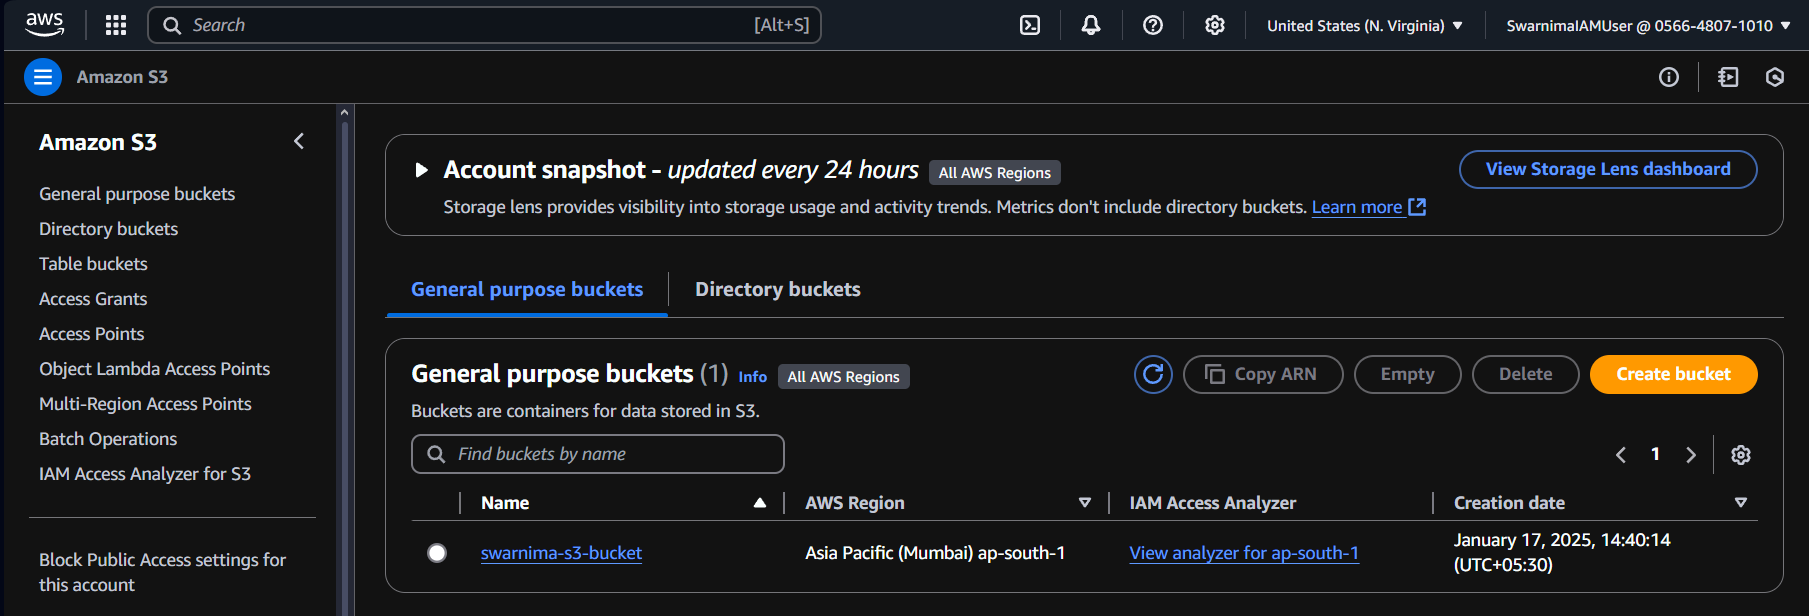 aws
Search [Alt+S]
United States (N. Virginia)
SwarnimaIAMUser @ 0566-4807-1010
Amazon S3
Amazon S3
General purpose buckets
Directory buckets
Table buckets
Access Grants
Access Points
Object Lambda Access Points
Multi-Region Access Points
Batch Operations
IAM Access Analyzer for S3
Block Public Access settings for
this account
Account snapshot - updated every 24 hours All AWS Regions
View Storage Lens dashboard
Storage lens provides visibility into storage usage and activity trends. Metrics don't include directory buckets. Learn more
General purpose buckets
Directory buckets
General purpose buckets (1) Info All AWS Regions
Copy ARN
Empty
Delete
Create bucket
Buckets are containers for data stored in S3.
Find buckets by name
1
Name AWS Region IAM Access Analyzer Creation date
swarnima-s3-bucket Asia Pacific (Mumbai) ap-south-1 View analyzer for ap-south-1 January 17, 2025, 14:40:14
(UTC+05:30)